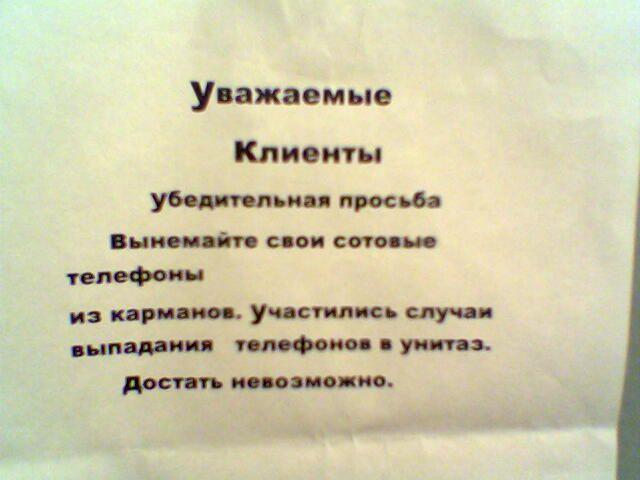 Уважаемые
Клиенты
убедительная просьба
Вынемайте свои сотовые
телефоны
из карманов. Участились случаи
выпадания телефонов в унитаз.
Достать невозможно.